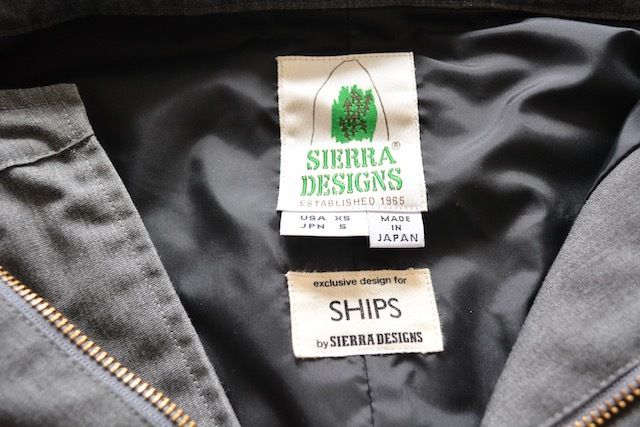 SIERRA®
DESIGNS
ESTABLISHED 1965
USA XS
JPN S
MADE
IN
JAPAN
exclusive design for
SHIPS
by SIERRA DESIGNS